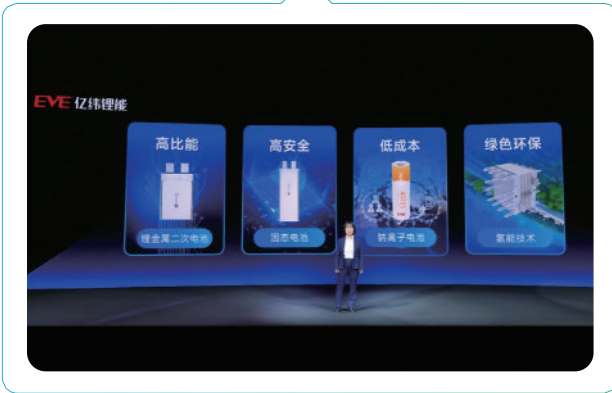 EVE 亿纬锂能
高比能
高安全
低成本
绿色环保
锂金属二次电池
固态电池
钠离子电池
氢能技术